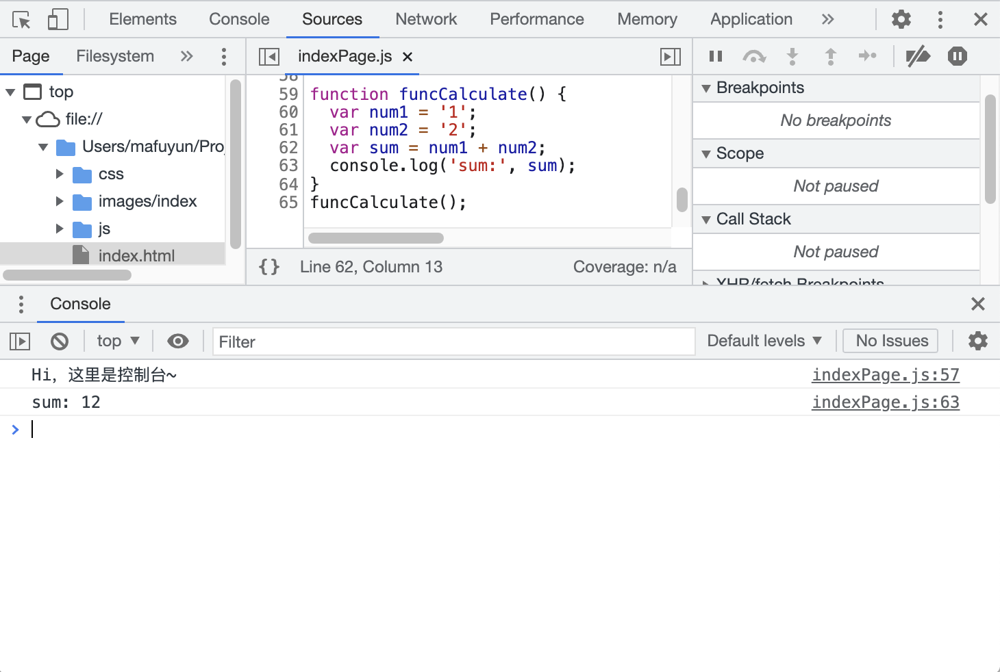 Elements Console Sources Network Performance Memory Application
Page Filesystem
indexPage.js
top
file://
Users/mafuyun/Pro
css
images/index
js
index.html
58
59 function funcCalculate() {
60 var num1 = '1';
61 var num2 = '2';
62 var sum = num1 + num2;
63 console.log('sum:', sum);
64 }
65 funcCalculate();
{} Line 62, Column 13 Coverage: n/a
Breakpoints
No breakpoints
Scope
Not paused
Call Stack
Not paused
XHR/fetch Breakpoints
Console
top Filter Default levels No Issues
Hi, 这里是控制台~ indexPage.js:57
sum: 12 indexPage.js:63